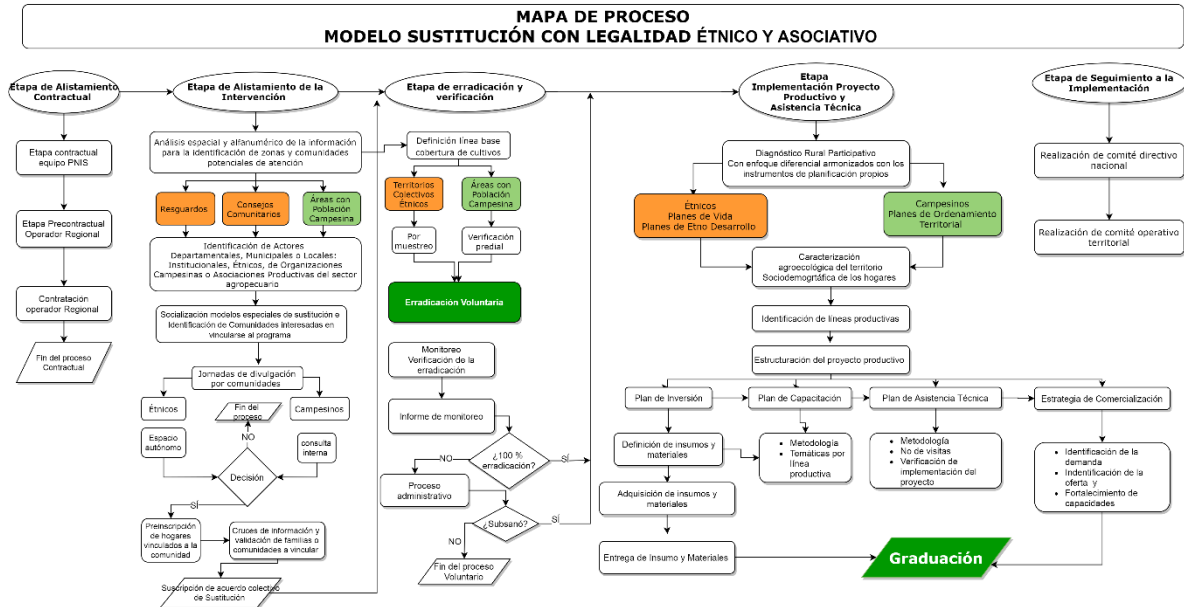 MAPA DE PROCESO
MODELO SUSTITUCIÓN CON LEGALIDAD ÉTNICO Y ASOCIATIVO
Etapa de Alistamiento
Contractual
Etapa contractual
equipo PNIS
Etapa Precontractual
Operador Regional
Contratación
operador Regional
Fin del proceso
Contractual
Etapa de Alistamiento de la
Intervención
Análisis espacial y alfanumérico de la información
para la identificación de zonas y comunidades
potenciales de atención
Resguardos
Consejos
Comunitarios
Áreas con
Población
Campesina
Identificación de Actores
Departamentales, Municipales o Locales:
Institucionales, Étnicos, de Organizaciones
Campesinas o Asociaciones Productivas del sector
agropecuario
Socialización modelos especiales de sustitución e
Identificación de Comunidades interesadas en
vincularse al programa
Jornadas de divulgación
por comunidades
Étnicos
Fin del
proceso
Campesinos
Espacio
autónomo
NO
consulta
interna
Decisión
SÍ
Preinscripción
de hogares
vinculados a la
comunidad
Cruces de información y
validación de familias o
comunidades a vincular
Suscripción de acuerdo colectivo
de Sustitución
Etapa de erradicación y
verificación
Definición línea base
cobertura de cultivos
Territorios
Colectivos
Étnicos
Áreas con
Población
Campesina
Por
muestreo
Verificación
predial
Erradicación Voluntaria
Monitoreo
Verificación de la
erradicación
Informe de monitoreo
¿100 %
erradicación?
NO
SÍ
Proceso
administrativo
¿Subsanó?
SÍ
NO
Fin del proceso
Voluntario
Etapa
Implementación Proyecto
Productivo y
Asistencia Técnica
Diagnóstico Rural Participativo
Con enfoque diferencial armonizados con los
instrumentos de planificación propios
Étnicos
Planes de Vida
Planes de Etno Desarrollo
Campesinos
Planes de Ordenamiento
Territorial
Caracterización
agroecológica del territorio
Sociodemogrtáfica de los hogares
Identificación de líneas productivas
Estructuración del proyecto productivo
Plan de Inversión
Plan de Capacitación
Plan de Asistencia Técnica
Estrategia de Comercialización
Definición de insumos y
materiales
• Metodología
• Temáticas por
línea
productiva
• Metodología
• No de visitas
• Verificación de
implementación del
proyecto
• Identificación de la
demanda
• Indentificación de la
oferta y
• Fortalecimiento de
capacidades
Adquisición de insumos y
materiales
Entrega de Insumo y Materiales
Graduación
Etapa de Seguimiento a la
Implementación
Realización de comité directivo
nacional
Realización de comité operativo
territorial